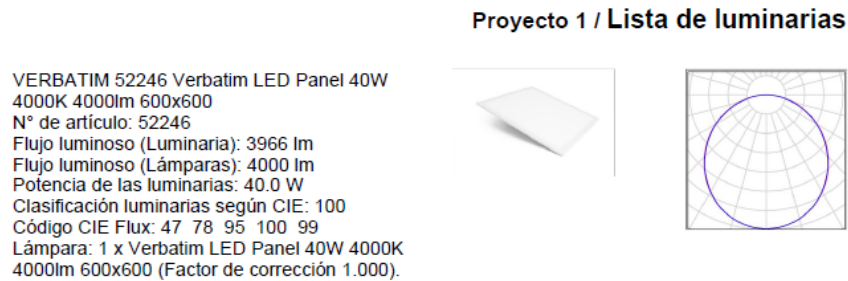 Proyecto 1 / Lista de luminarias
VERBATIM 52246 Verbatim LED Panel 40W
4000K 4000lm 600x600
N° de artículo: 52246
Flujo luminoso (Luminaria): 3966 lm
Flujo luminoso (Lámparas): 4000 lm
Potencia de las luminarias: 40.0 W
Clasificación luminarias según CIE: 100
Código CIE Flux: 47 78 95 100 99
Lámpara: 1 x Verbatim LED Panel 40W 4000K
4000lm 600x600 (Factor de corrección 1.000).